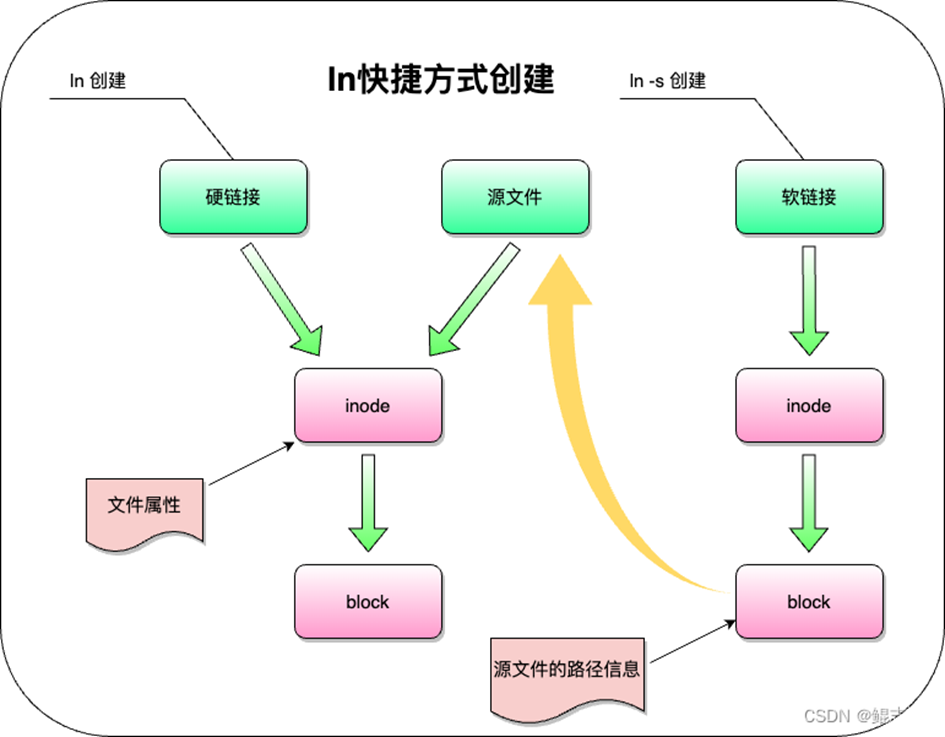 ln快捷方式创建
ln 创建
ln -s 创建
硬链接
源文件
软链接
inode
inode
文件属性
block
block
源文件的路径信息
CSDN @鲲志